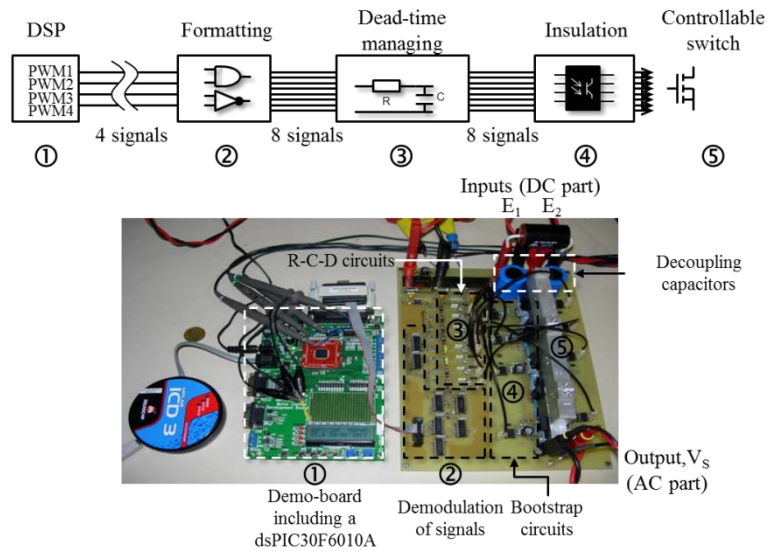 DSP
Formatting
Dead-time
managing
Insulation
Controllable
switch
PWM1
PWM2
PWM3
PWM4
R
C
4 signals
8 signals
8 signals
①
②
③
④
⑤
Inputs (DC part)
E1
E2
R-C-D circuits
Decoupling
capacitors
③
⑤
④
ICD 3
Output,VS
(AC part)
①
②
Demo-board
including a
dsPIC30F6010A
Demodulation
of signals
Bootstrap
circuits